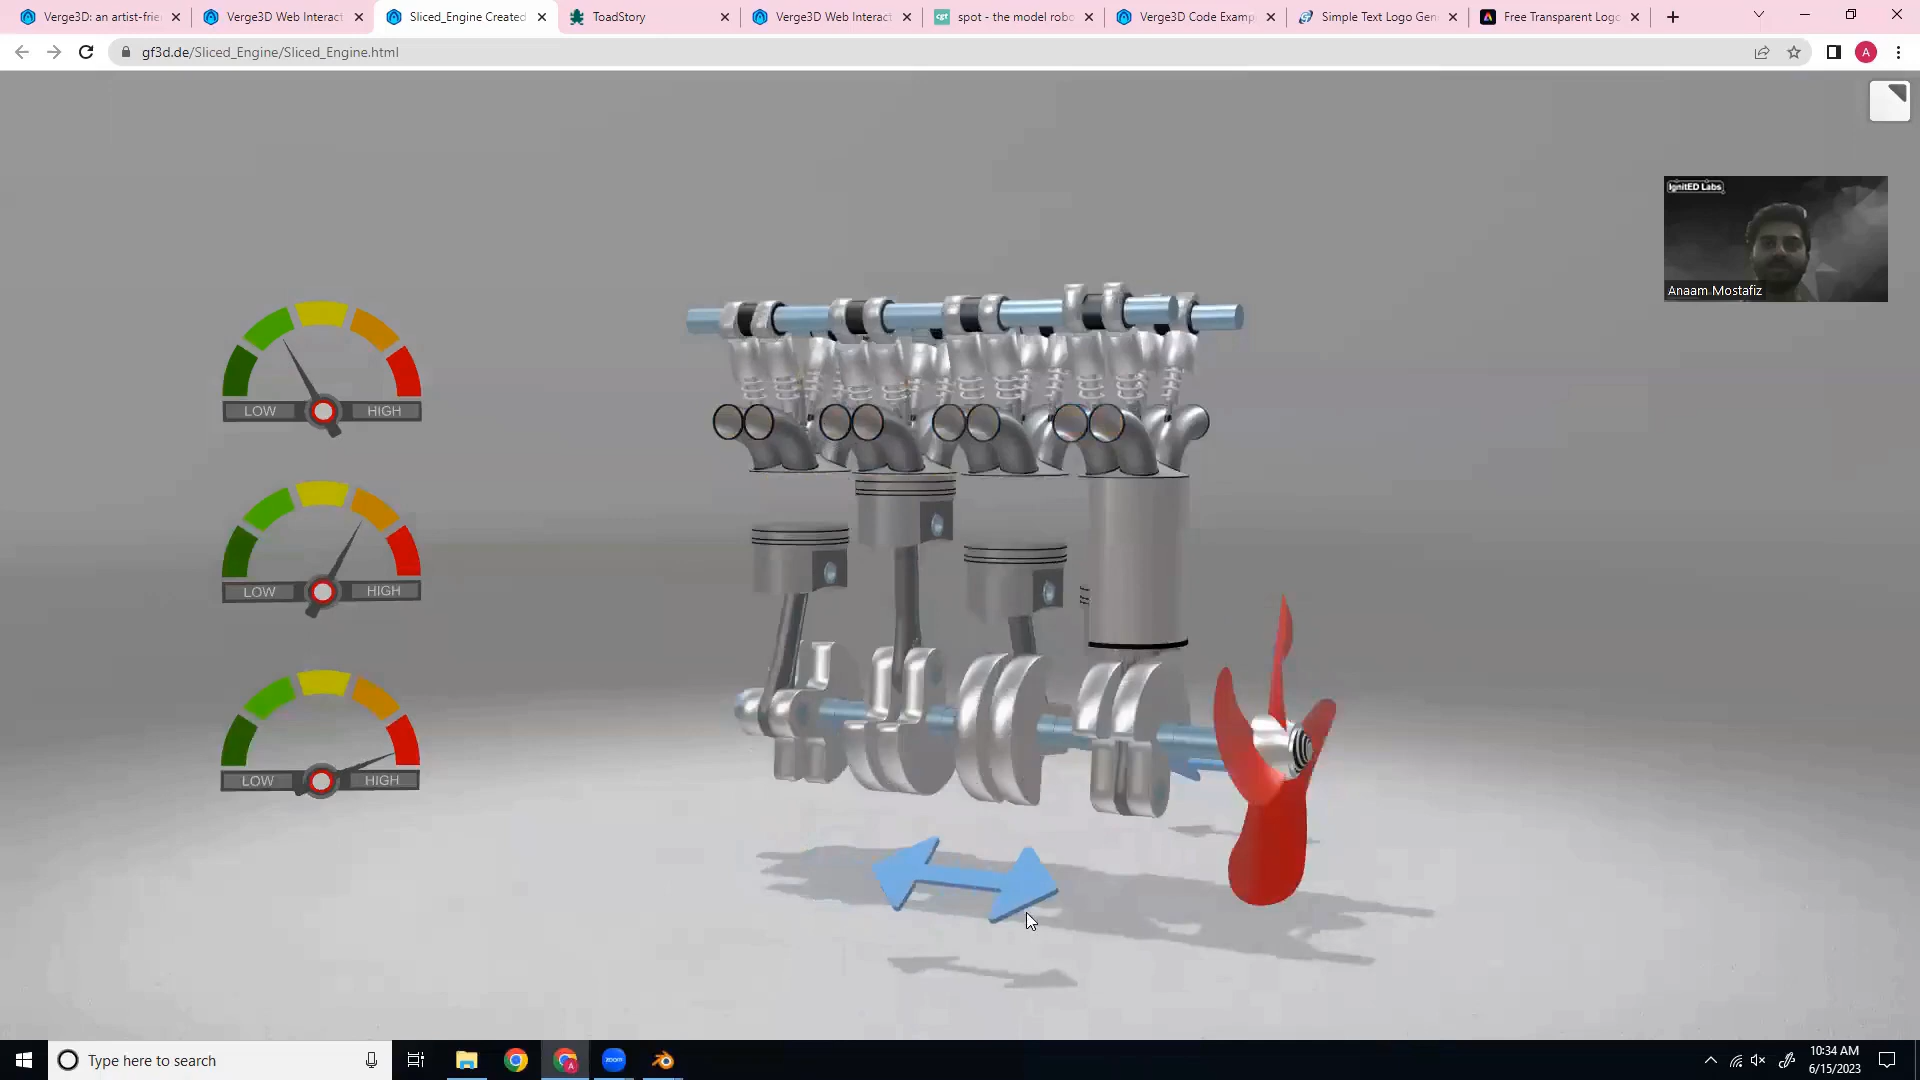 Verge3D: an artist-frie
Verge3D Web Interact
Sliced_Engine Created
ToadStory
Verge3D Web Interact
cgt
spot - the model robo
Verge3D Code Examp
Simple Text Logo Gen
Free Transparent Logo
gf3d.de/Sliced_Engine/Sliced_Engine.html
A
IgnitED Labs
Anaam Mostafiz
LOW
HIGH
LOW
HIGH
LOW
HIGH
Type here to search
A
zoom
10:34 AM
6/15/2023